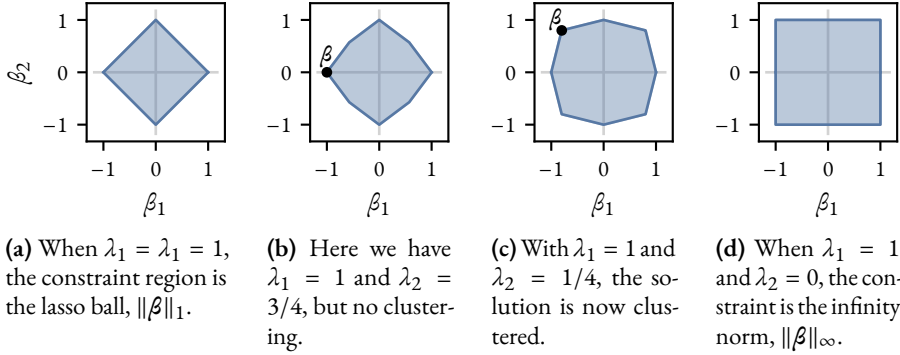 1
0
−1
β₂
−1 0 1
β₁
1
0
−1
β
−1 0 1
β₁
1
0
−1
β
−1 0 1
β₁
1
0
−1
−1 0 1
β₁
(a) When λ₁ = λ₁ = 1,
the constraint region is
the lasso ball, ‖β‖₁.
(b) Here we have
λ₁ = 1 and λ₂ =
3/4, but no cluster-
ing.
(c) With λ₁ = 1 and
λ₂ = 1/4, the so-
lution is now clus-
tered.
(d) When λ₁ = 1
and λ₂ = 0, the con-
straint is the infinity
norm, ‖β‖∞.